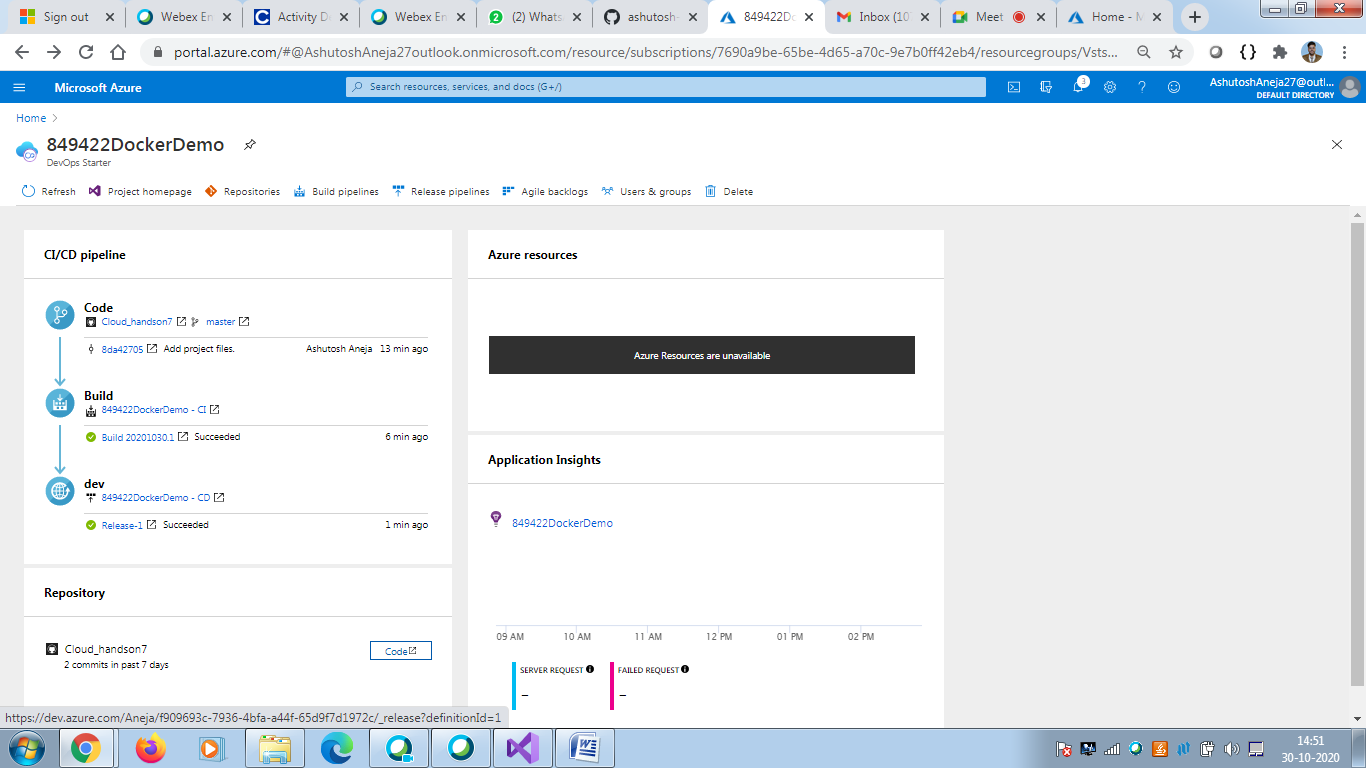 Sign out
Webex En
Activity D
Webex En
(2) Whats
ashutosh-
849422Do
Inbox (10
Meet
Home - M
portal.azure.com/#@AshutoshAneja27outlook.onmicrosoft.com/resource/subscriptions/7690a9be-65be-4d65-a70c-9e7b0ff42eb4/resourcegroups/Vsts...
Microsoft Azure
Search resources, services, and docs (G+/)
3
AshutoshAneja27@outl...
DEFAULT DIRECTORY
Home
849422DockerDemo
DevOps Starter
Refresh Project homepage Repositories Build pipelines Release pipelines Agile backlogs Users & groups Delete
CI/CD pipeline
Code
Cloud_handson7 master
8da42705 Add project files. Ashutosh Aneja 13 min ago
Build
849422DockerDemo - CI
Build 20201030.1 Succeeded 6 min ago
dev
849422DockerDemo - CD
Release-1 Succeeded 1 min ago
Repository
Cloud_handson7
2 commits in past 7 days
Code
Azure resources
Azure Resources are unavailable
Application Insights
849422DockerDemo
09 AM 10 AM 11 AM 12 PM 01 PM 02 PM
SERVER REQUEST FAILED REQUEST
-- --
https://dev.azure.com/Aneja/f909693c-7936-4bfa-a44f-65d9f7d1972c/_release?definitionId=1
14:51
30-10-2020